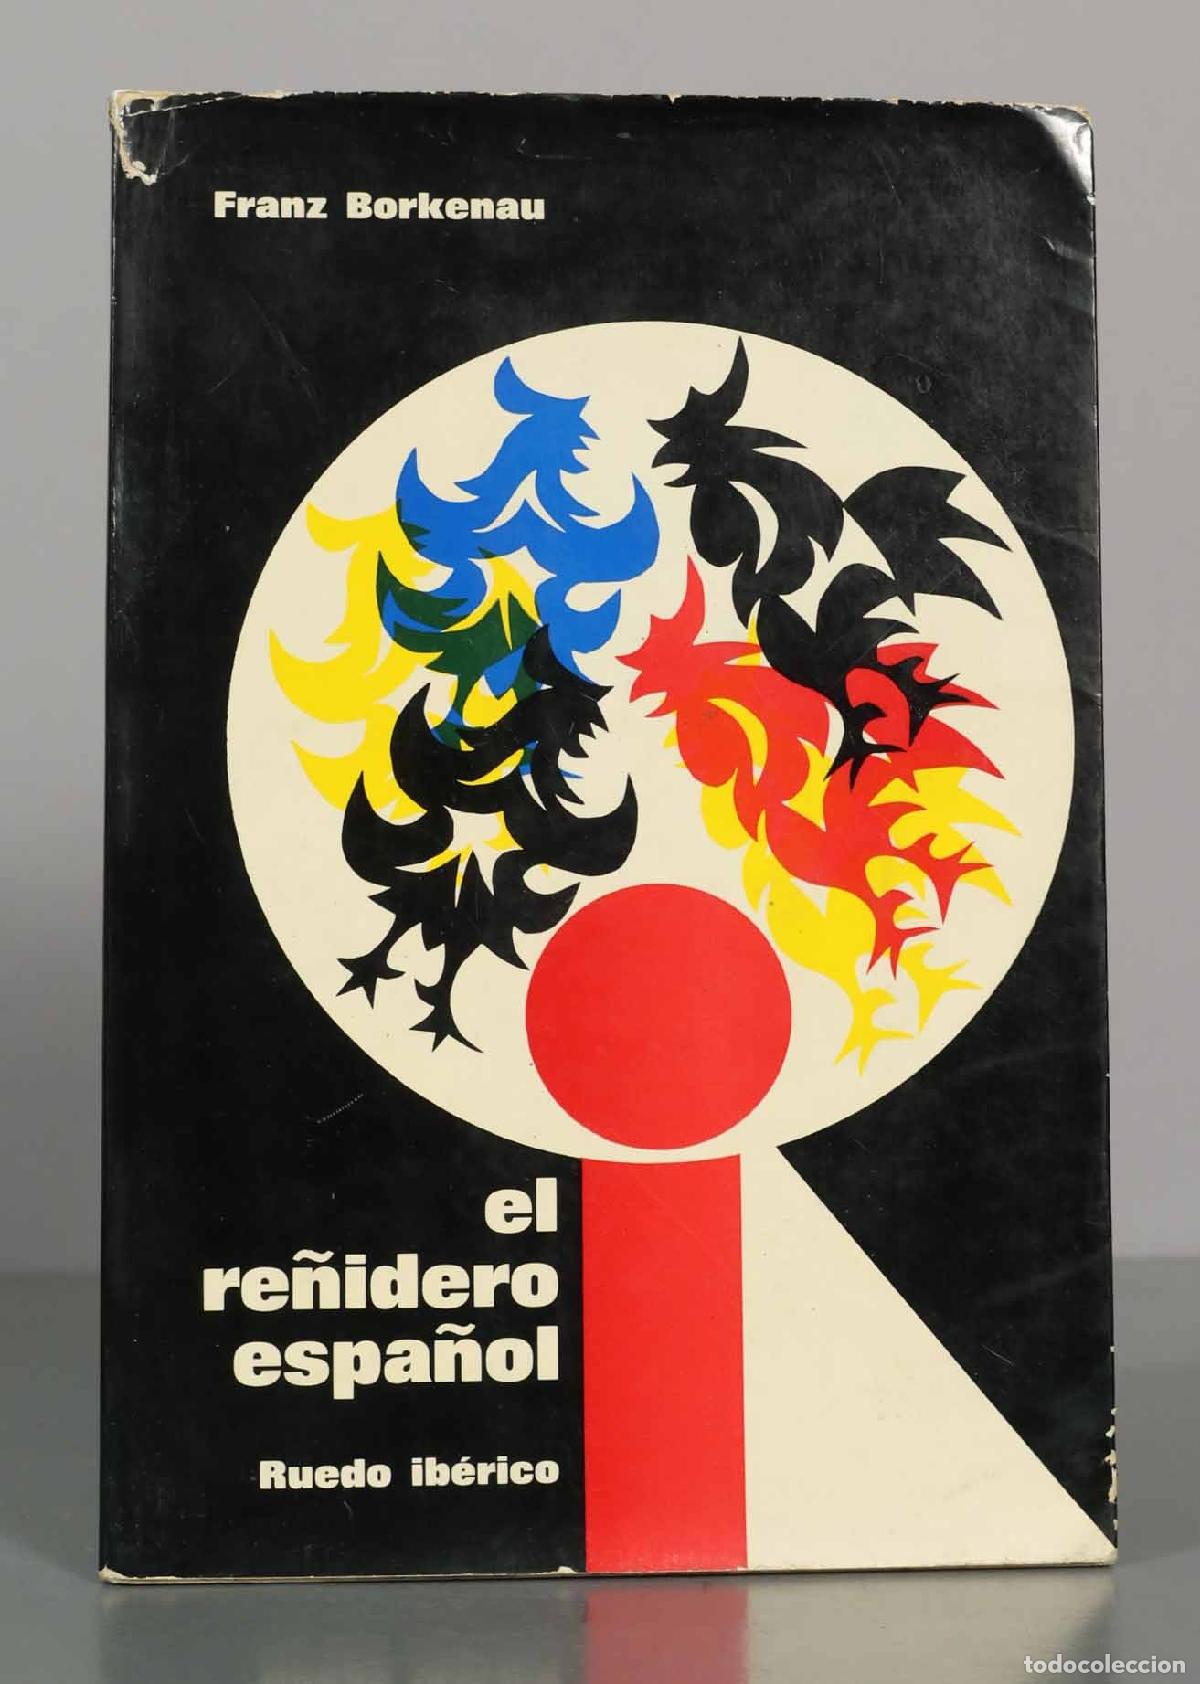 Franz Borkenau
el
reñidero
español
Ruedo ibérico
todocoleccion